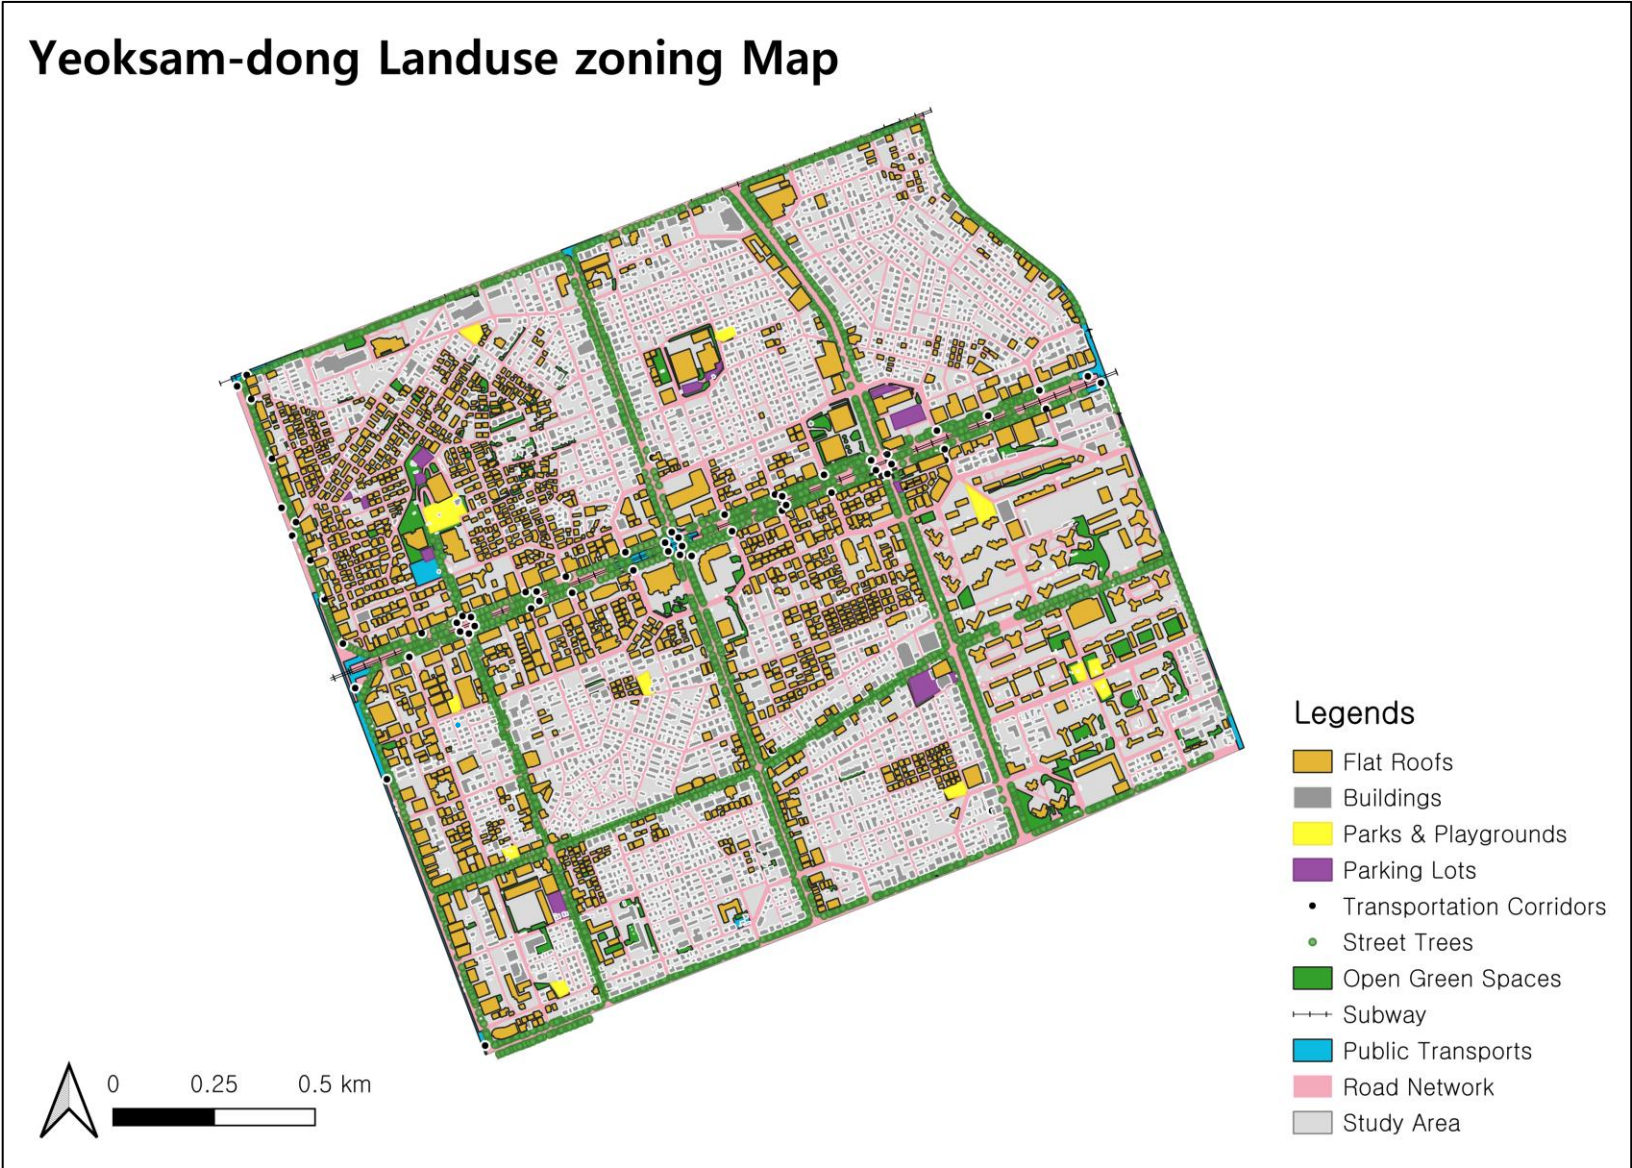 Yeoksam-dong Landuse zoning Map
Legends
Flat Roofs
Buildings
Parks & Playgrounds
Parking Lots
Transportation Corridors
Street Trees
Open Green Spaces
Subway
Public Transports
Road Network
Study Area
0 0.25 0.5 km